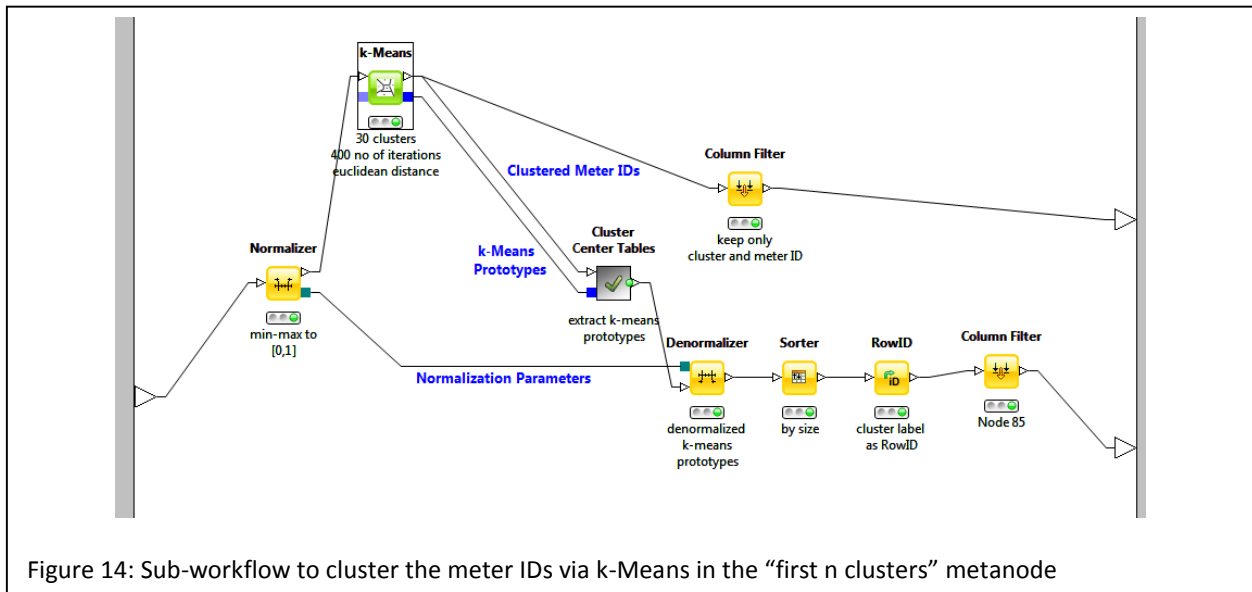 k-Means
30 clusters
400 no of iterations
euclidean distance
Clustered Meter IDs
Column Filter
keep only
cluster and meter ID
Normalizer
min-max to
[0,1]
k-Means
Prototypes
Cluster
Center Tables
extract k-means
prototypes
Normalization Parameters
Denormalizer
denormalized
k-means
prototypes
Sorter
by size
RowID
iD
cluster label
as RowID
Column Filter
Node 85
Figure 14: Sub-workflow to cluster the meter IDs via k-Means in the “first n clusters” metanode